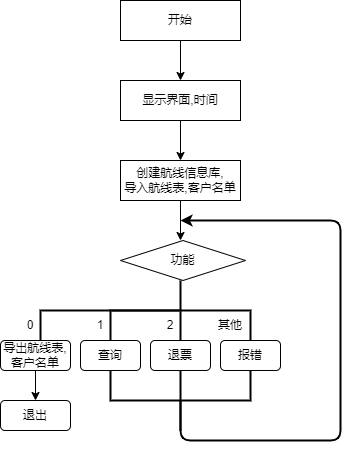 开始
显示界面,时间
创建航线信息库,
导入航线表,客户名单
功能
0
1
2
其他
导出航线表,
客户名单
查询
退票
报错
退出